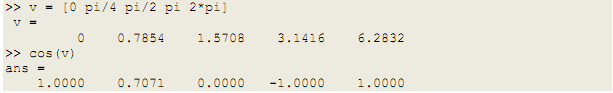 >> v = [0 pi/4 pi/2 pi 2*pi]
v =
0 0.7854 1.5708 3.1416 6.2832
>> cos(v)
ans =
1.0000 0.7071 0.0000 -1.0000 1.0000